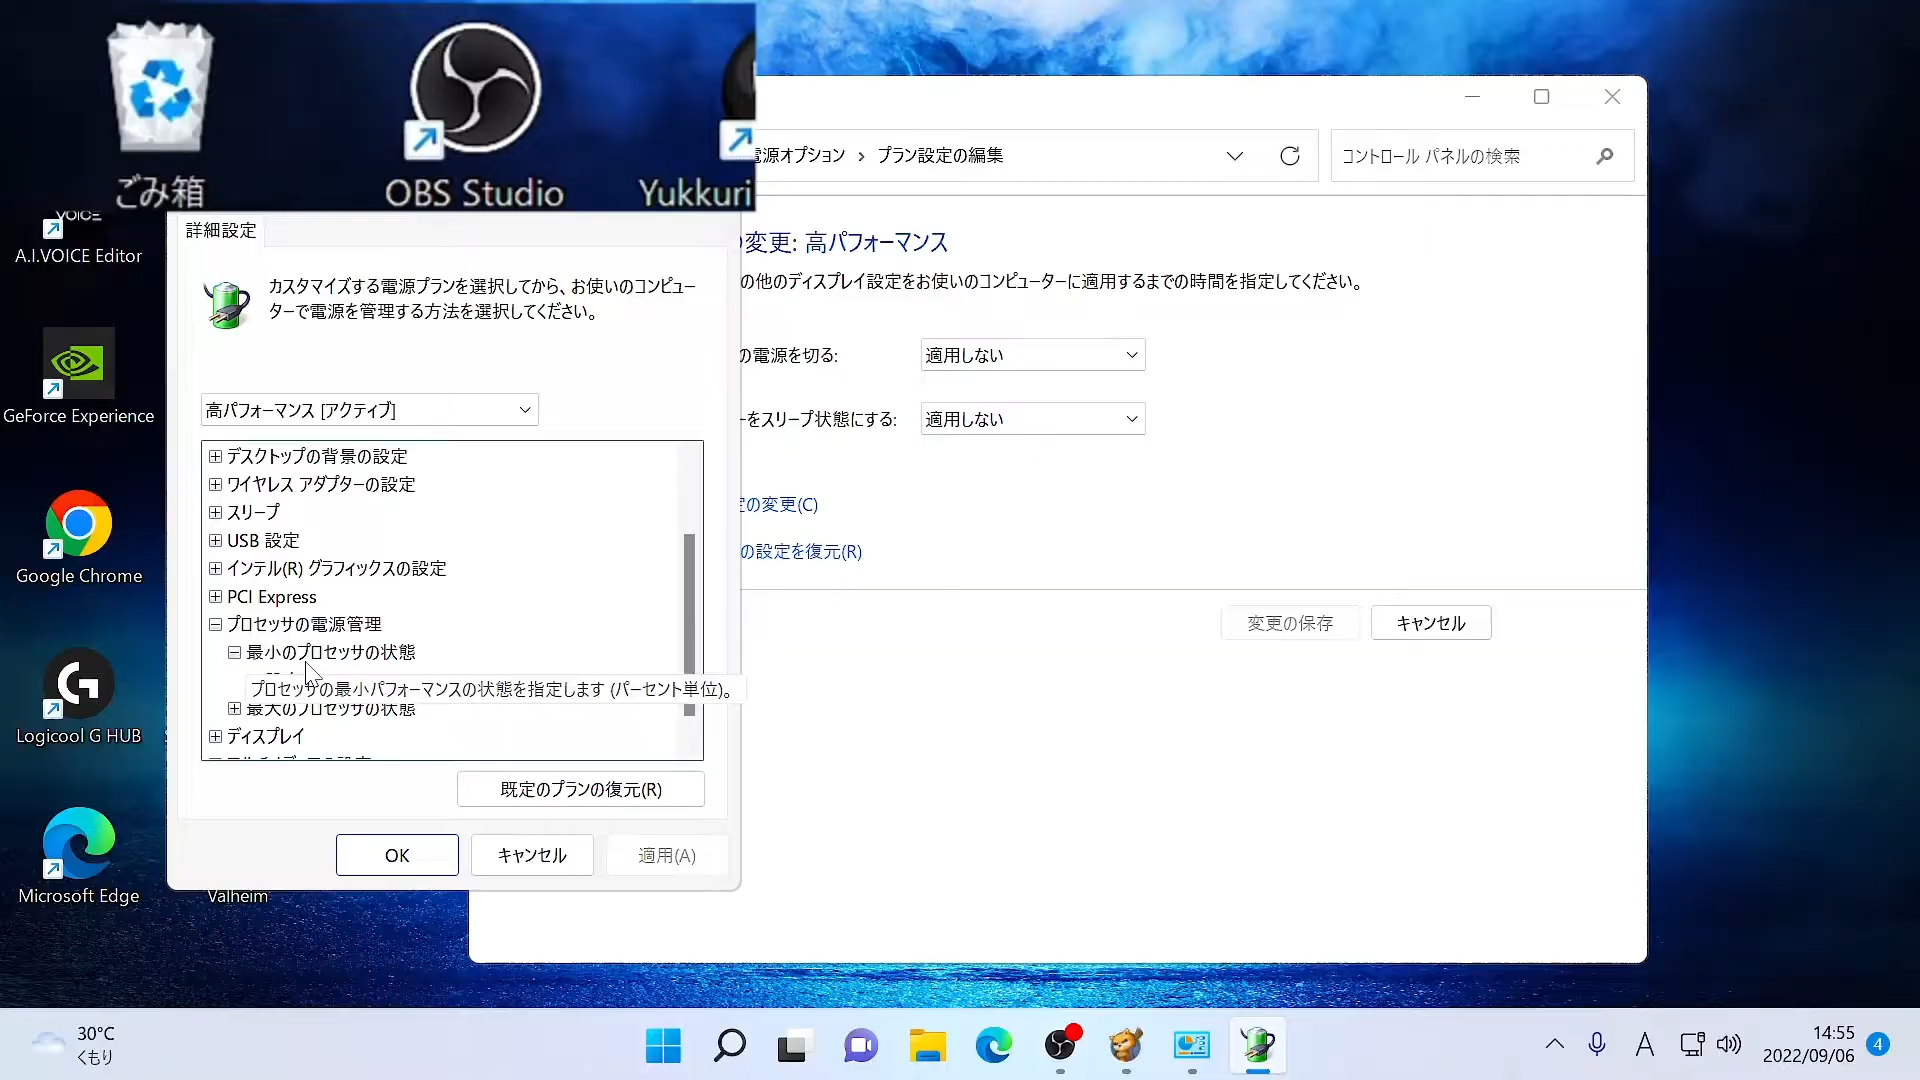 ごみ箱
OBS Studio
Yukkuri
A.I.VOICE Editor
GeForce Experience
Google Chrome
Logicool G HUB
Microsoft Edge
Valheim
電源オプション › プラン設定の編集
コントロール パネルの検索
詳細設定
カスタマイズする電源プランを選択してから、お使いのコンピュー
ターで電源を管理する方法を選択してください。
高パフォーマンス [アクティブ]
デスクトップの背景の設定
ワイヤレス アダプターの設定
スリープ
USB 設定
インテル(R) グラフィックスの設定
PCI Express
プロセッサの電源管理
最小のプロセッサの状態
プロセッサの最小パフォーマンスの状態を指定します (パーセント単位)。
最大のプロセッサの状態
ディスプレイ
既定のプランの復元(R)
OK
キャンセル
適用(A)
の変更: 高パフォーマンス
の他のディスプレイ設定をお使いのコンピューターに適用するまでの時間を指定してください。
の電源を切る:
適用しない
ーをスリープ状態にする:
適用しない
定の変更(C)
の設定を復元(R)
変更の保存
キャンセル
30°C
くもり
A
14:55
2022/09/06
4